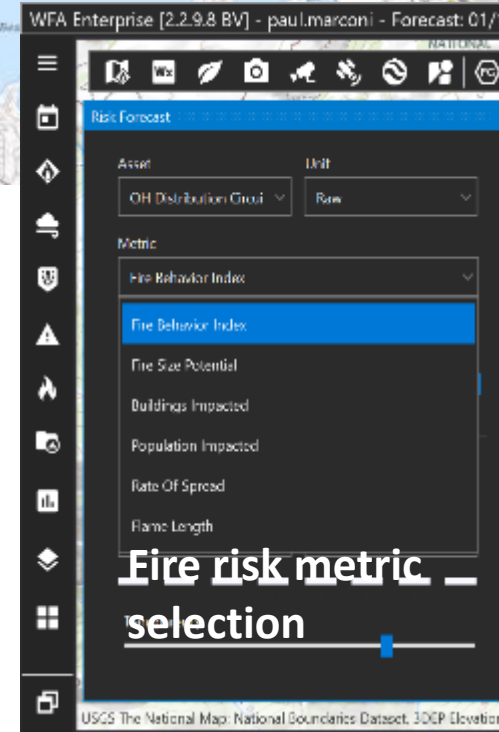 WFA Enterprise [2.2.9.8 BV] - paul.marconi - Forecast: 01/
NATIONAL
Wx
Risk Forecast
Asset
Unit
OH Distribution Circui
Raw
Metric
Fire Behavior Index
Fire Behavior Index
Fire Size Potential
Buildings Impacted
Population Impacted
Rate Of Spread
Flame Length
Fire risk metric
selection
USGS The National Map: National Boundaries Dataset, 3DEP Elevation